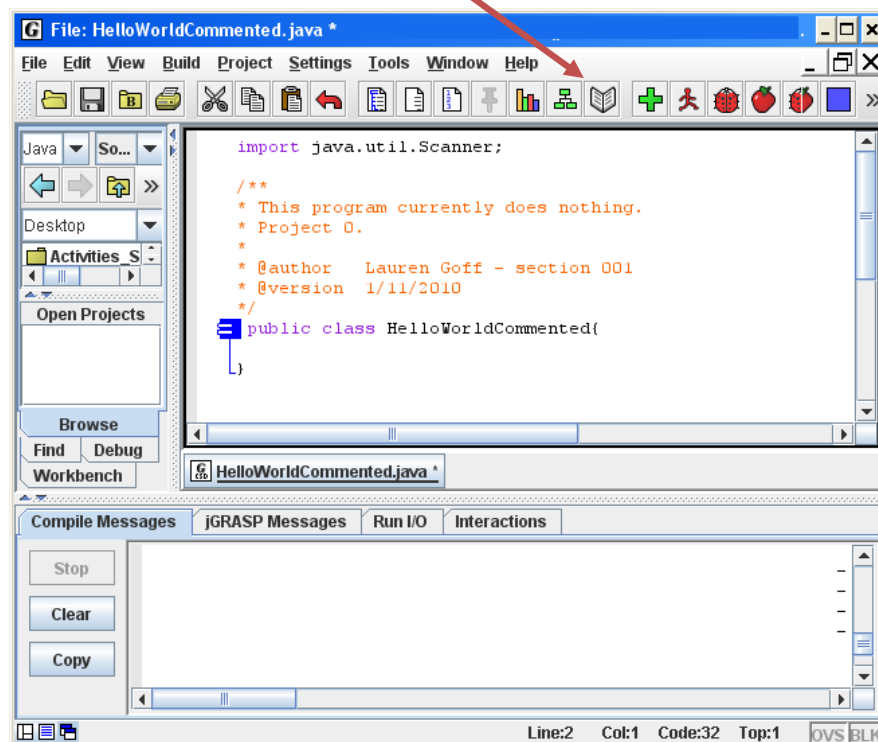 G File: HelloWorldCommented.java *
File Edit View Build Project Settings Tools Window Help
B
»
Java So...
»
Desktop
Activities_S
Open Projects
Browse
Find Debug
Workbench
import java.util.Scanner;
/**
* This program currently does nothing.
* Project 0.
*
* @author Lauren Goff - section 001
* @version 1/11/2010
*/
public class HelloWorldCommented{
}
HelloWorldCommented.java *
Compile Messages jGRASP Messages Run I/O Interactions
Stop
Clear
Copy
Line:2 Col:1 Code:32 Top:1 OVS BLK